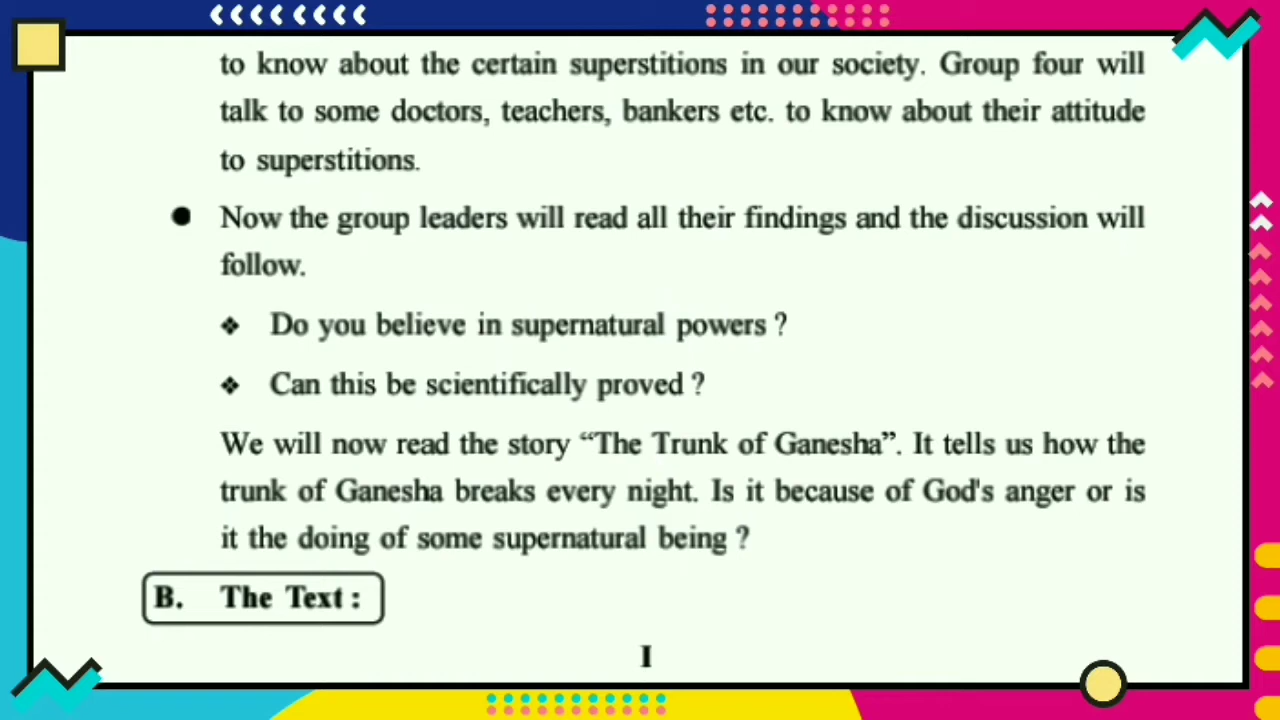 to know about the certain superstitions in our society. Group four will
talk to some doctors, teachers, bankers etc. to know about their attitude
to superstitions.
● Now the group leaders will read all their findings and the discussion will
follow.
❖ Do you believe in supernatural powers ?
❖ Can this be scientifically proved ?
We will now read the story “The Trunk of Ganesha”. It tells us how the
trunk of Ganesha breaks every night. Is it because of God's anger or is
it the doing of some supernatural being ?
B. The Text :
I